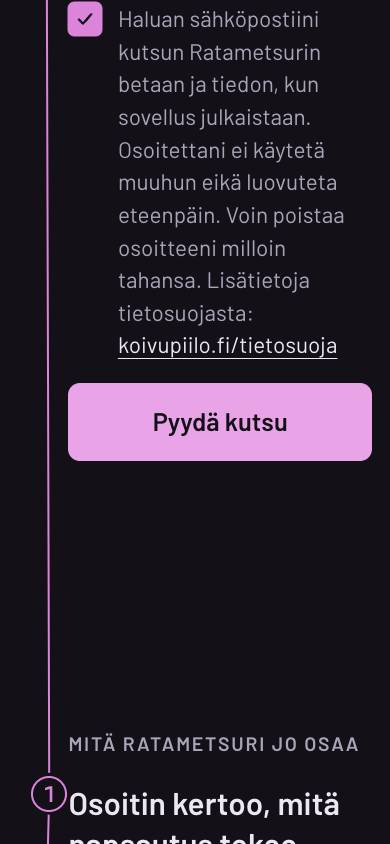 Haluan sähköpostiini
kutsun Ratametsurin
betaan ja tiedon, kun
sovellus julkaistaan.
Osoitettani ei käytetä
muuhun eikä luovuteta
eteenpäin. Voin poistaa
osoitteeni milloin
tahansa. Lisätietoja
tietosuojasta:
koivupiilo.fi/tietosuoja
Pyydä kutsu
MITÄ RATAMETSURI JO OSAA
1
Osoitin kertoo, mitä